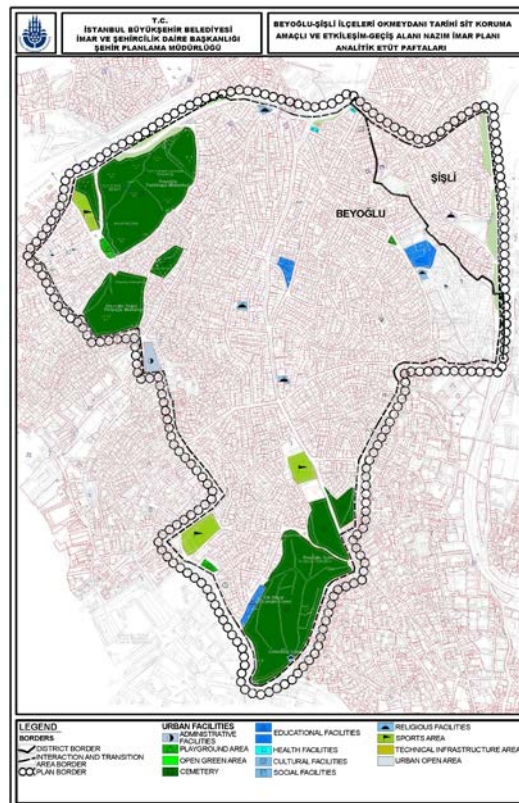 T.C.
İSTANBUL BÜYÜKŞEHİR BELEDİYESİ
İMAR VE ŞEHİRCİLİK DAİRE BAŞKANLIĞI
ŞEHİR PLANLAMA MÜDÜRLÜĞÜ
BEYOĞLU-ŞİŞLİ İLÇELERİ OKMEYDANI TARİHİ SİT KORUMA
AMAÇLI VE ETKİLEŞİM-GEÇİŞ ALANI NAZIM İMAR PLANI
ANALİTİK ETÜT PAFTALARI
ŞİŞLİ
BEYOĞLU
LEGEND
BORDERS
DISTRICT BORDER
INTERACTION AND TRANSITION
AREA BORDER
PLAN BORDER
URBAN FACILITIES
ADMINISTRATIVE
FACILITIES
PLAYGROUND AREA
OPEN GREEN AREA
CEMETERY
EDUCATIONAL FACILITIES
HEALTH FACILITIES
CULTURAL FACILITIES
SOCIAL FACILITIES
RELIGIOUS FACILITIES
SPORTS AREA
TECHNICAL INFRASTRUCTURE AREA
URBAN OPEN AREA